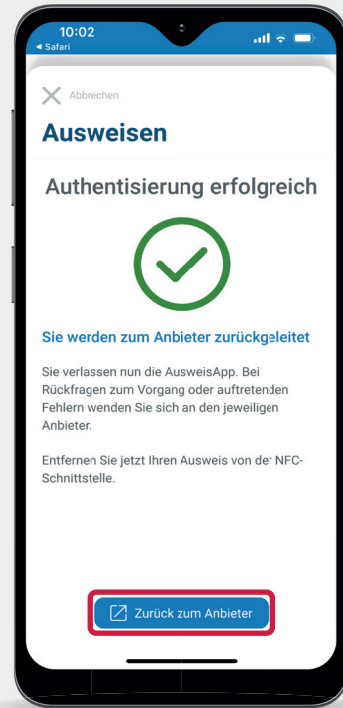 10:02
Safari
Abbrechen
Ausweisen
Authentisierung erfolgreich
Sie werden zum Anbieter zurückgeleitet
Sie verlassen nun die AusweisApp. Bei
Rückfragen zum Vorgang oder auftretenden
Fehlern wenden Sie sich an den jeweiligen
Anbieter.
Entfernen Sie jetzt Ihren Ausweis von der NFC-
Schnittstelle.
Zurück zum Anbieter